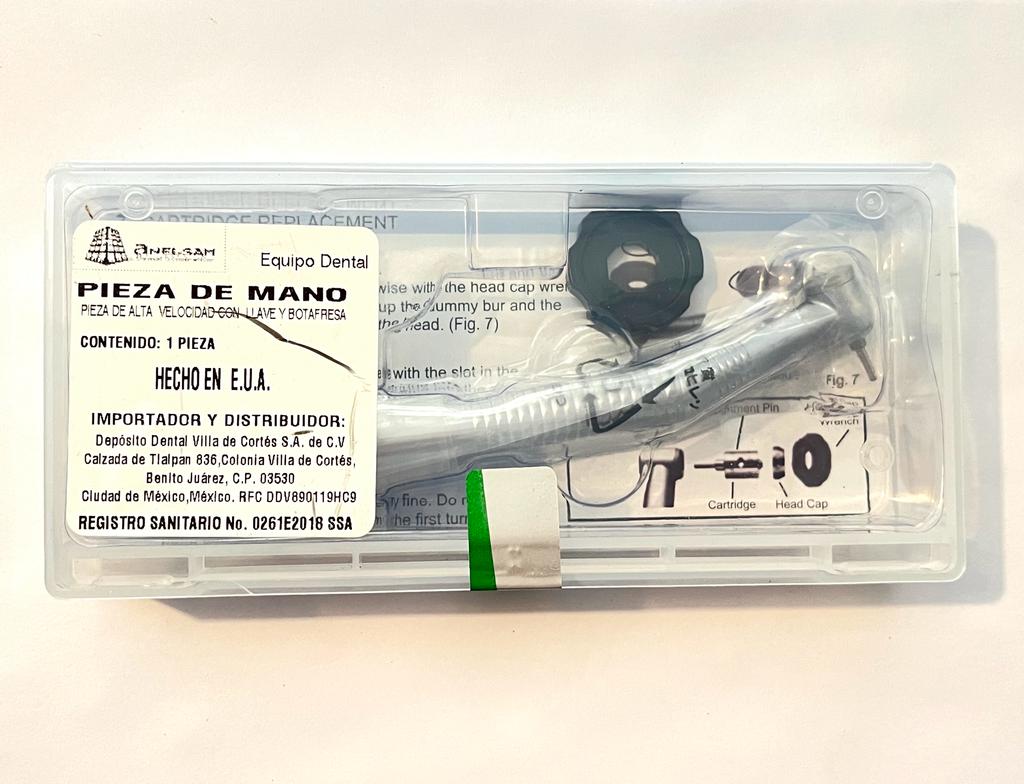 CARTRIDGE REPLACEMENT
anelsam
Equipo Dental
PIEZA DE MANO
PIEZA DE ALTA VELOCIDAD CON LLAVE Y BOTAFRESA
CONTENIDO: 1 PIEZA
HECHO EN E.U.A.
IMPORTADOR Y DISTRIBUIDOR:
Depósito Dental Villa de Cortés S.A. de C.V
Calzada de Tlalpan 836,Colonia Villa de Cortés,
Benito Juárez, C.P. 03530
Ciudad de México,México. RFC DDV890119HC9
REGISTRO SANITARIO No. 0261E2018 SSA
wise with the head cap
up the dummy bur and the
the head. (Fig. 7)
with the slot in the
Fig. 7
Pin
Wrench
Cartridge
Head Cap
fine. Do
the first